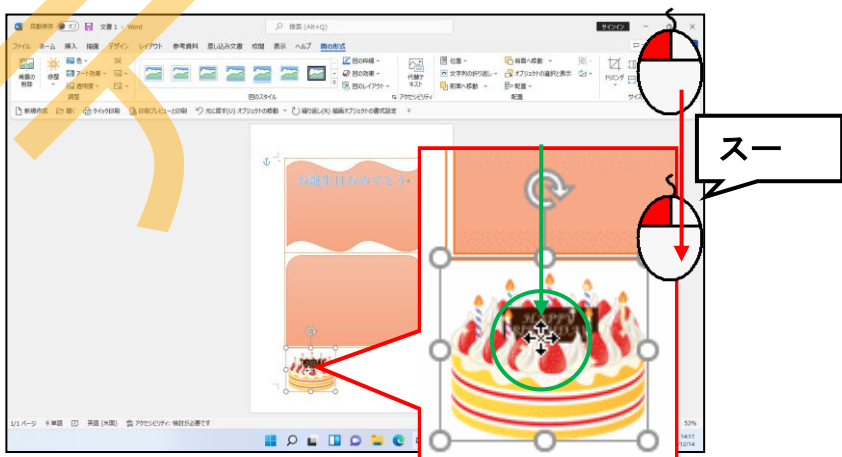 自動保存 オフ 文書 1 - Word 検索 (Alt+Q) サインイン
ファイル ホーム 挿入 描画 デザイン レイアウト 参考資料 差し込み文書 校閲 表示 ヘルプ 図の形式
背景の削除 修整 色 アート効果 透明度 図の枠線 図の効果 図のレイアウト 代替テキスト 位置 文字列の折り返し 前面へ移動 背面へ移動 オブジェクトの選択と表示 配置 トリミング
調整 図のスタイル アクセシビリティ 配置 サイズ
新規作成 開く クイック印刷 印刷プレビューと印刷 元に戻す(U) オブジェクトの移動 繰り返し(R) 描画オブジェクトの書式設定
スー
お誕生日おめでとう
HAPPY
1/1 ページ 9 単語 英語 (米国) アクセシビリティ: 検討が必要です 53%
14:17
12/14